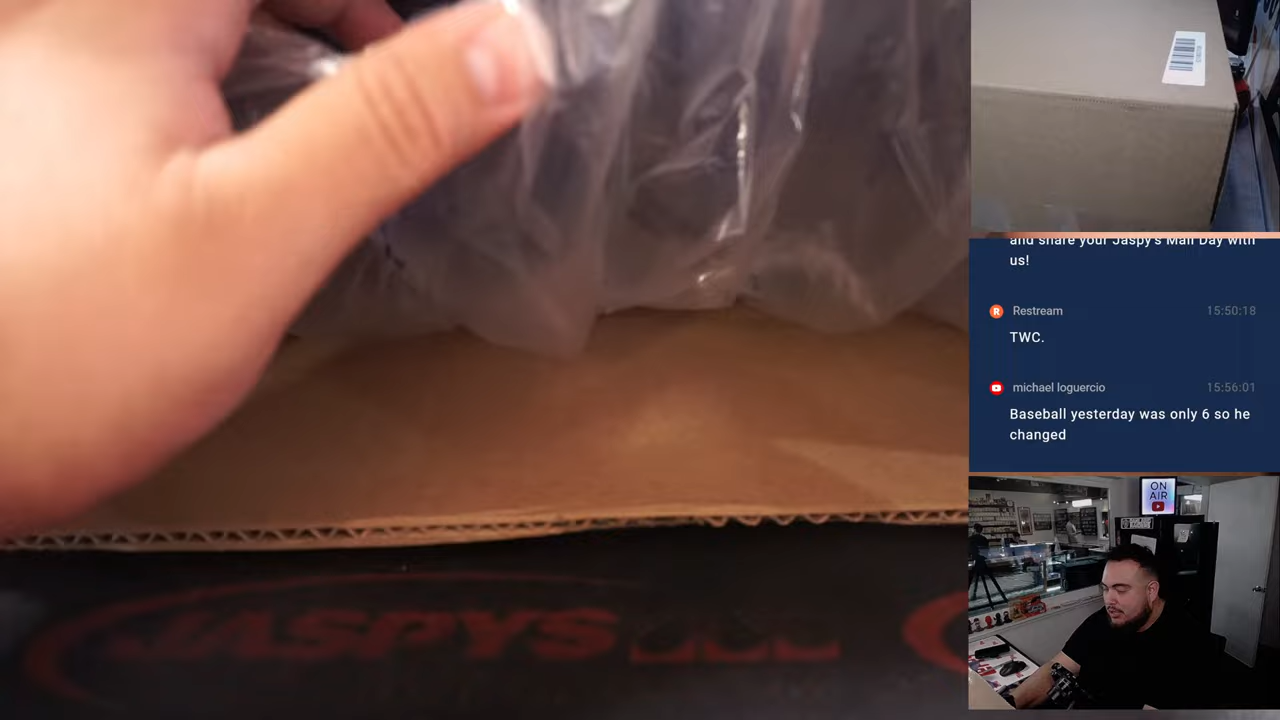 and share your Jaspy's Mail Day with
us!
Restream 15:50:18
TWC.
michael loguercio 15:56:01
Baseball yesterday was only 6 so he
changed
ON
AIR
JASPYS